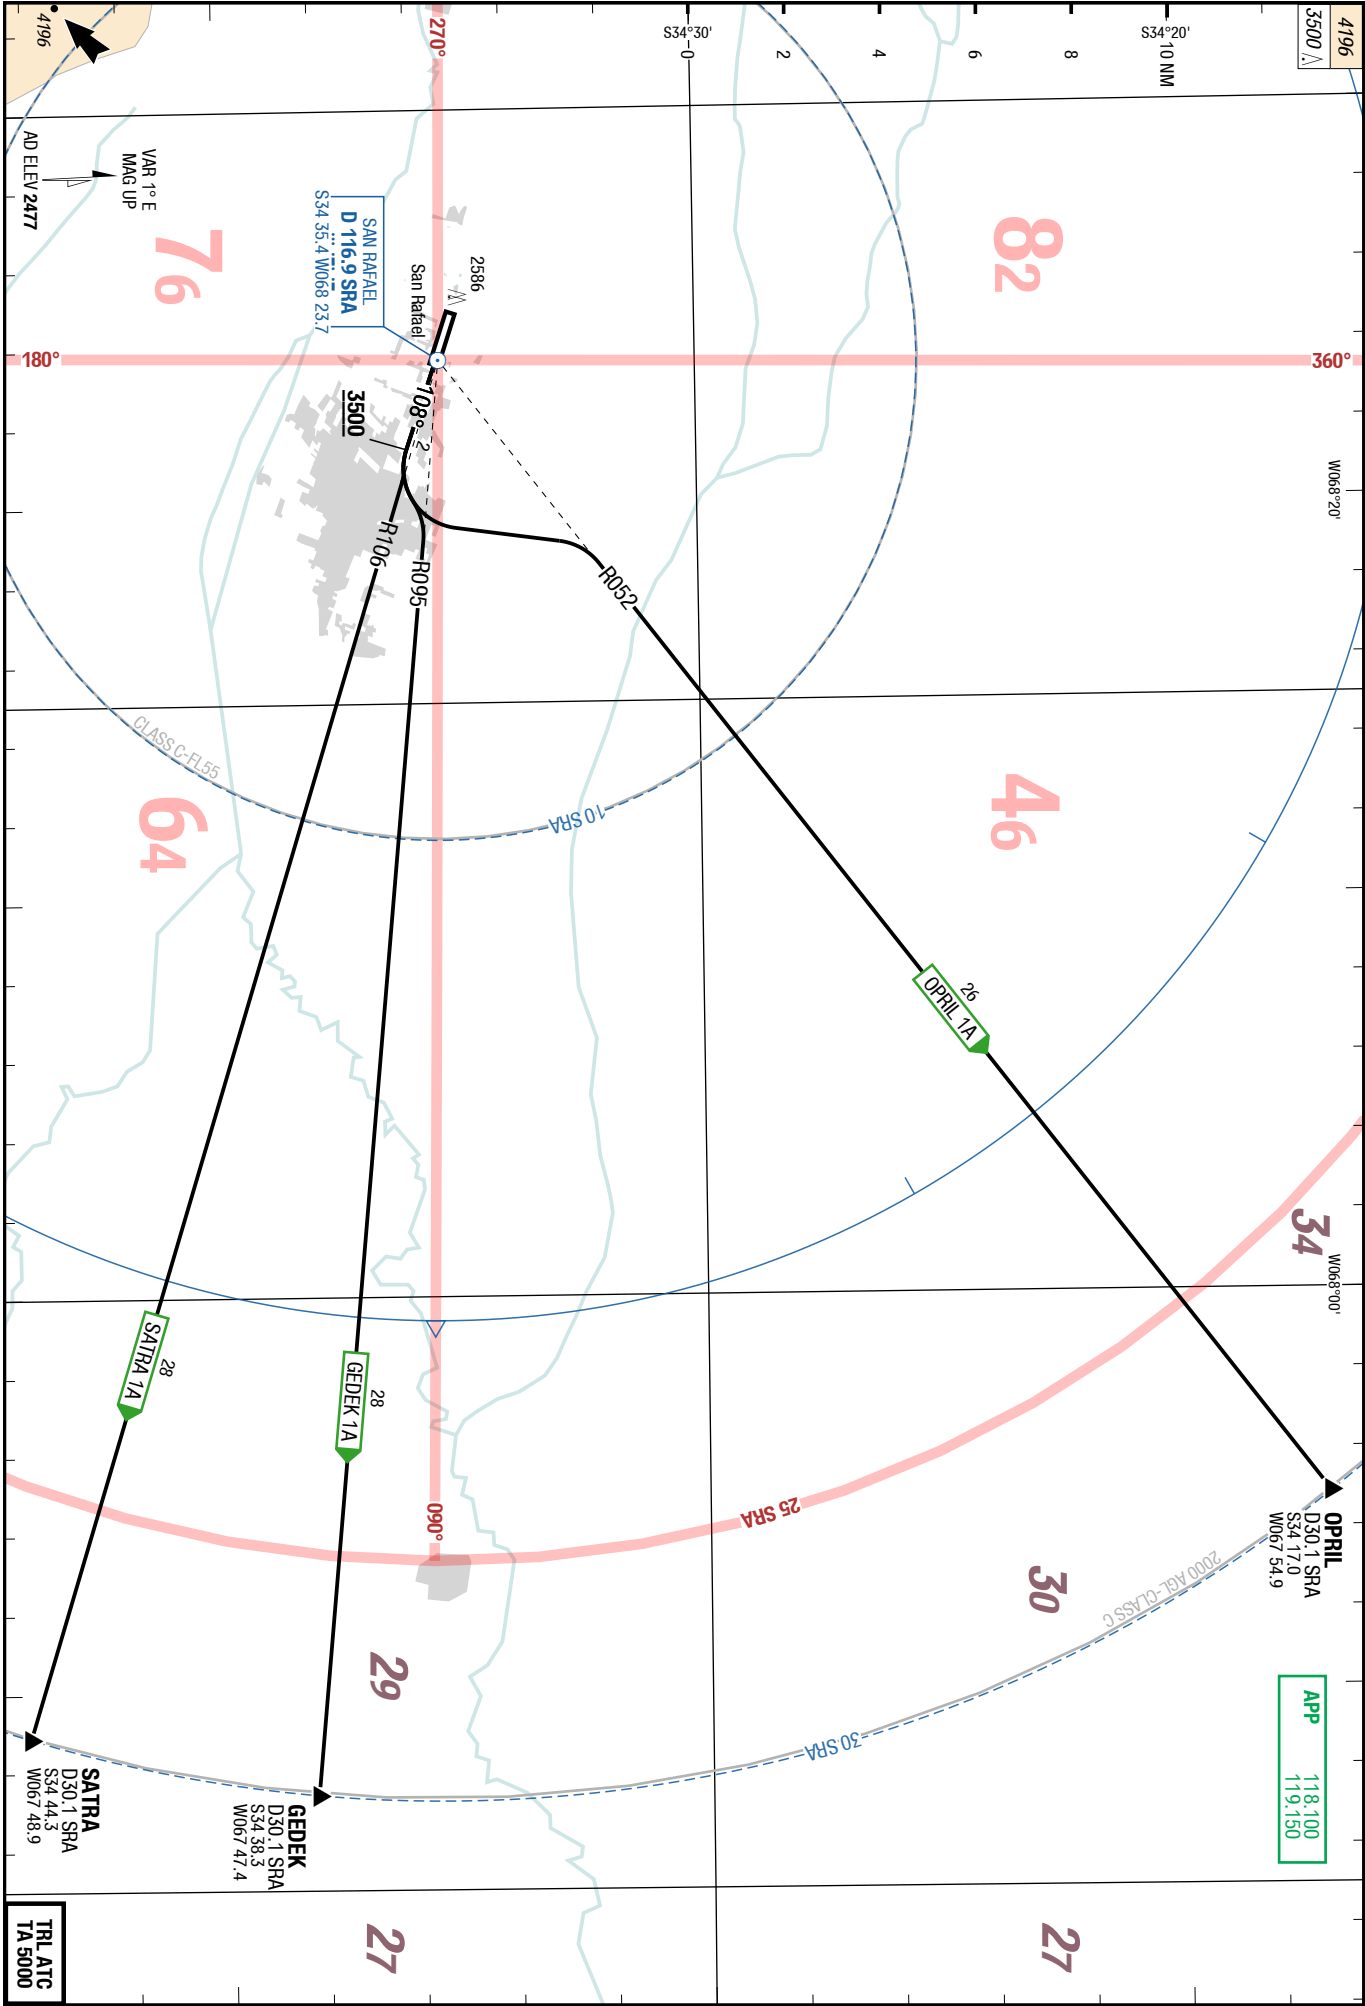 4196
3500
S34°30'
S34°20'
0
2
4
6
8
10 NM
4196
270°
VAR 1° E
MAG UP
AD ELEV 2477
76
82
SAN RAFAEL
D 116.9 SRA
S34 35.4 W068 23.7
San Rafael
2586
180°
360°
108°
2
3500
W068°20'
R106
R095
R052
CLASS C-FL55
10 SRA
64
46
26
OPRIL 1A
34
W068°00'
28
SATRA 1A
28
GEDEK 1A
090°
25 SRA
OPRIL
D30.1 SRA
S34 17.0
W067 54.9
2000 AGL-CLASS C
30
29
APP
118.100
119.150
30 SRA
SATRA
D30.1 SRA
S34 44.3
W067 48.9
GEDEK
D30.1 SRA
S34 38.3
W067 47.4
27
27
TRL ATC
TA 5000